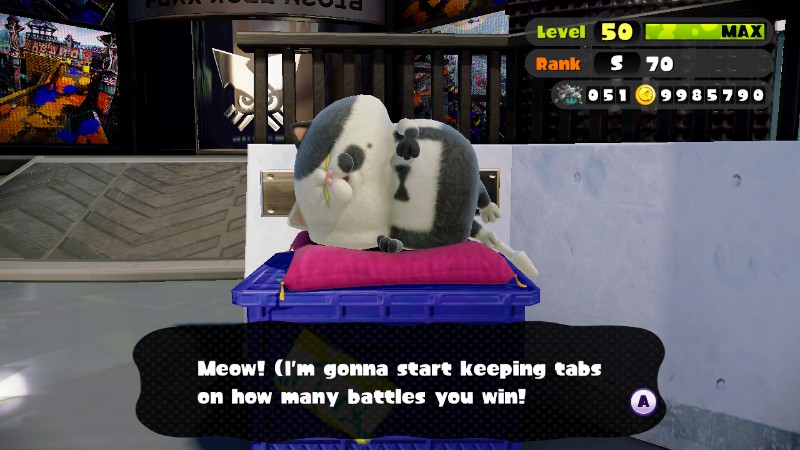 Level 50 MAX
Rank S 70
051 9985790
Meow! (I'm gonna start keeping tabs
on how many battles you win!
A